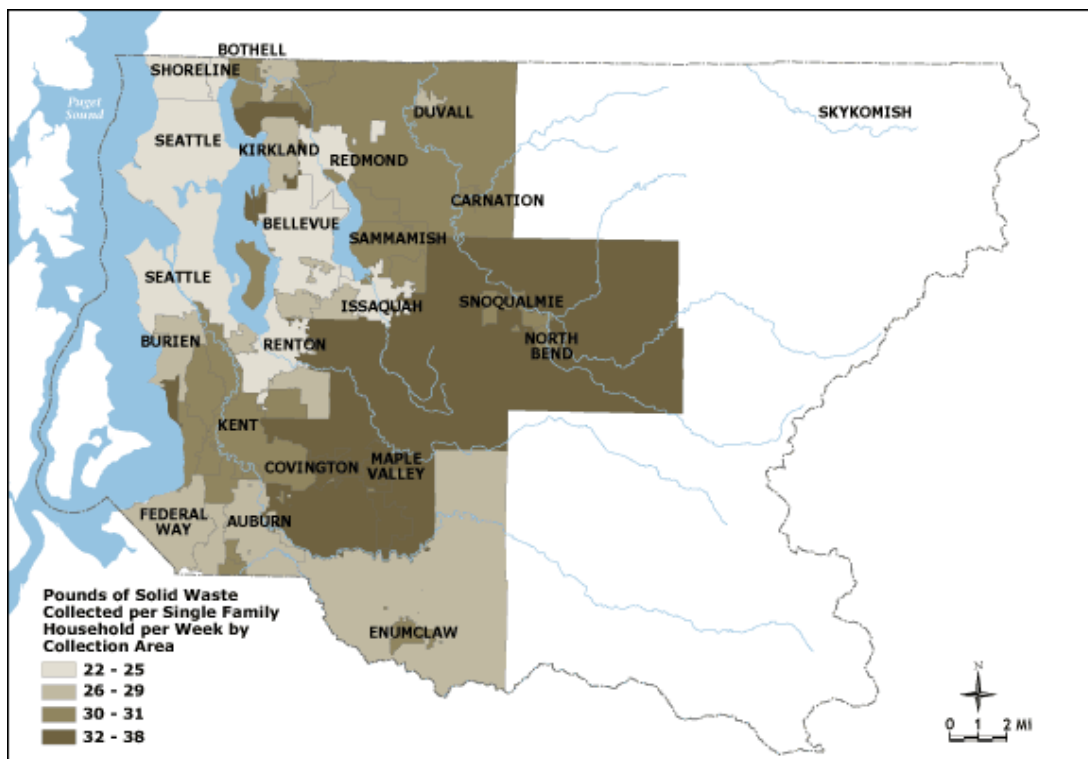 BOTHELL
SHORELINE
Puget
Sound
DUVALL
SKYKOMISH
SEATTLE
KIRKLAND
REDMOND
CARNATION
BELLEVUE
SAMMAMISH
SEATTLE
ISSAQUAH
SNOQUALMIE
BURIEN
RENTON
NORTH
BEND
KENT
COVINGTON
MAPLE
VALLEY
FEDERAL
WAY
AUBURN
ENUMCLAW
Pounds of Solid Waste
Collected per Single Family
Household per Week by
Collection Area
22 - 25
26 - 29
30 - 31
32 - 38
N
0 1 2 MI